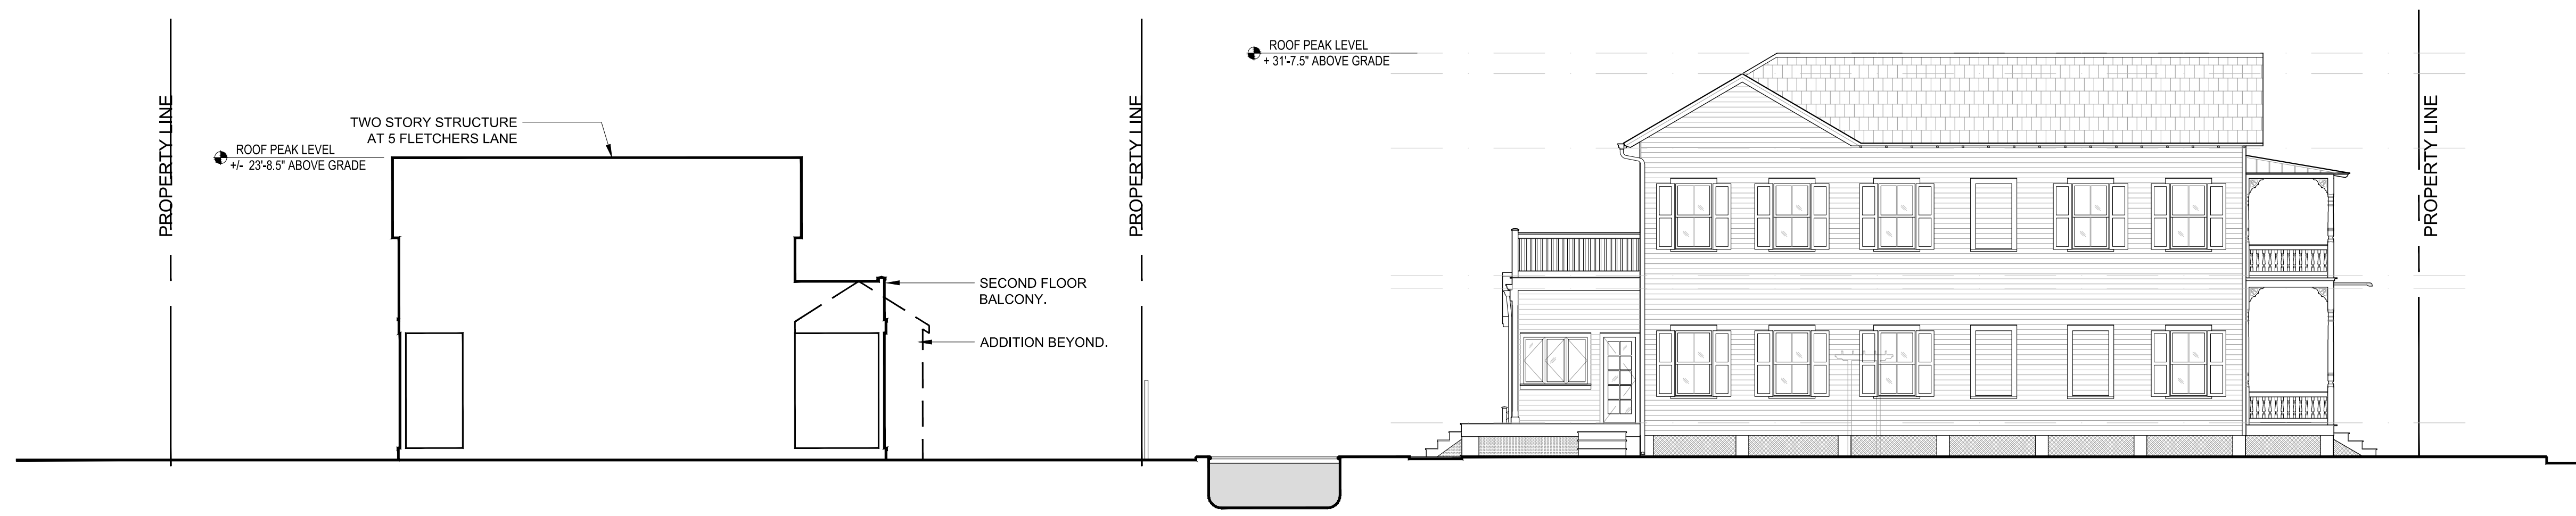 PROPERTY LINE
ROOF PEAK LEVEL
+/- 23'-8.5" ABOVE GRADE
TWO STORY STRUCTURE
AT 5 FLETCHERS LANE
SECOND FLOOR
BALCONY.
ADDITION BEYOND.
PROPERTY LINE
ROOF PEAK LEVEL
+ 31'-7.5" ABOVE GRADE
PROPERTY LINE